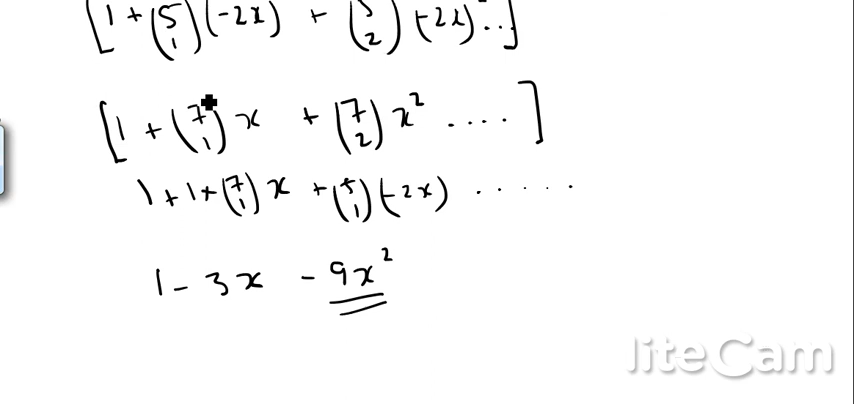 [1 + (5 1)(-2x) + (5 2)(-2x)² ..]
[1 + (7 1)x + (7 2)x² ....]
1 + 1 + (7 1)x + (5 1)(-2x) ......
1 - 3x - 9x²
liteCam